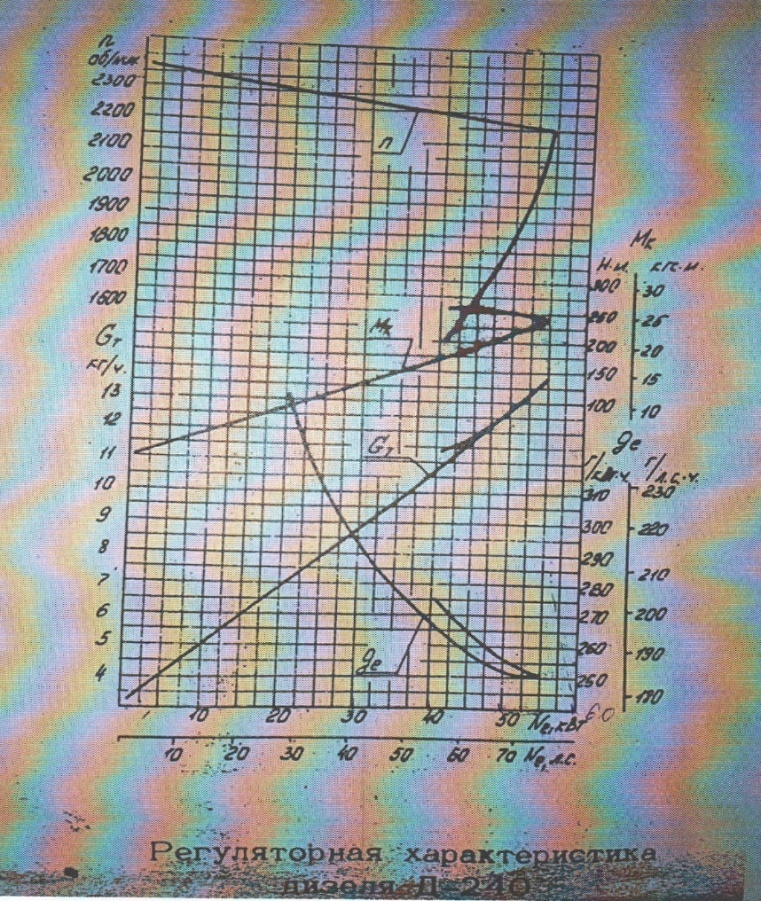 n
об/мин.
2300
2200
2100
2000
1900
1800
1700
1600
n
Mк
Н·м. кгс·м.
300 30
250 25
200 20
150 15
100 10
Mк
Gт
кг/ч.
13
12
11
10
9
8
7
6
5
4
Gт
ge
г/кВт·ч г/л.с.·ч.
310 230
300 220
290 210
280 200
270 190
260 180
250
ge
10 20 30 40 50 Ne, кВт 60
10 20 30 40 50 60 70 Ne, л.с.
Регуляторная характеристика
дизеля Д-240